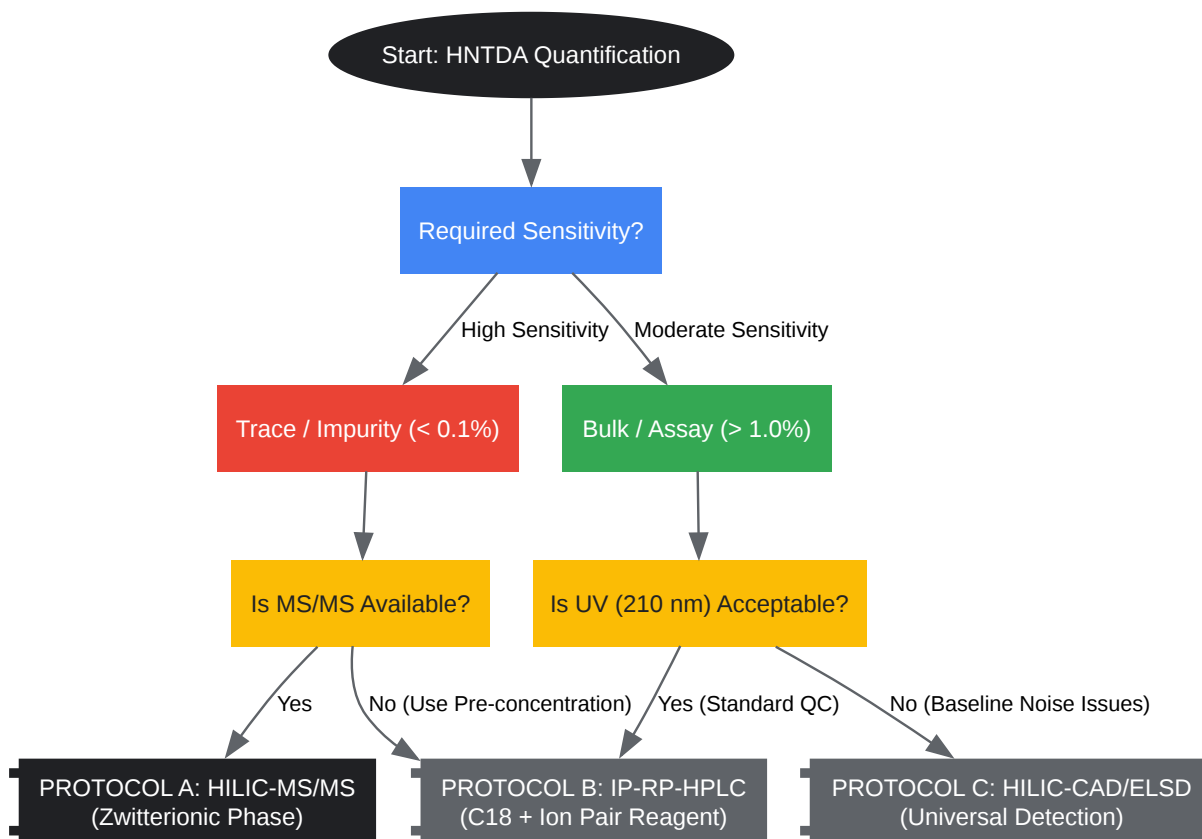 Start: HNTDA Quantification
Required Sensitivity?
High Sensitivity
Moderate Sensitivity
Trace / Impurity (< 0.1%)
Bulk / Assay (> 1.0%)
Is MS/MS Available?
Is UV (210 nm) Acceptable?
Yes
No (Use Pre-concentration)
Yes (Standard QC)
No (Baseline Noise Issues)
PROTOCOL A: HILIC-MS/MS
(Zwitterionic Phase)
PROTOCOL B: IP-RP-HPLC
(C18 + Ion Pair Reagent)
PROTOCOL C: HILIC-CAD/ELSD
(Universal Detection)